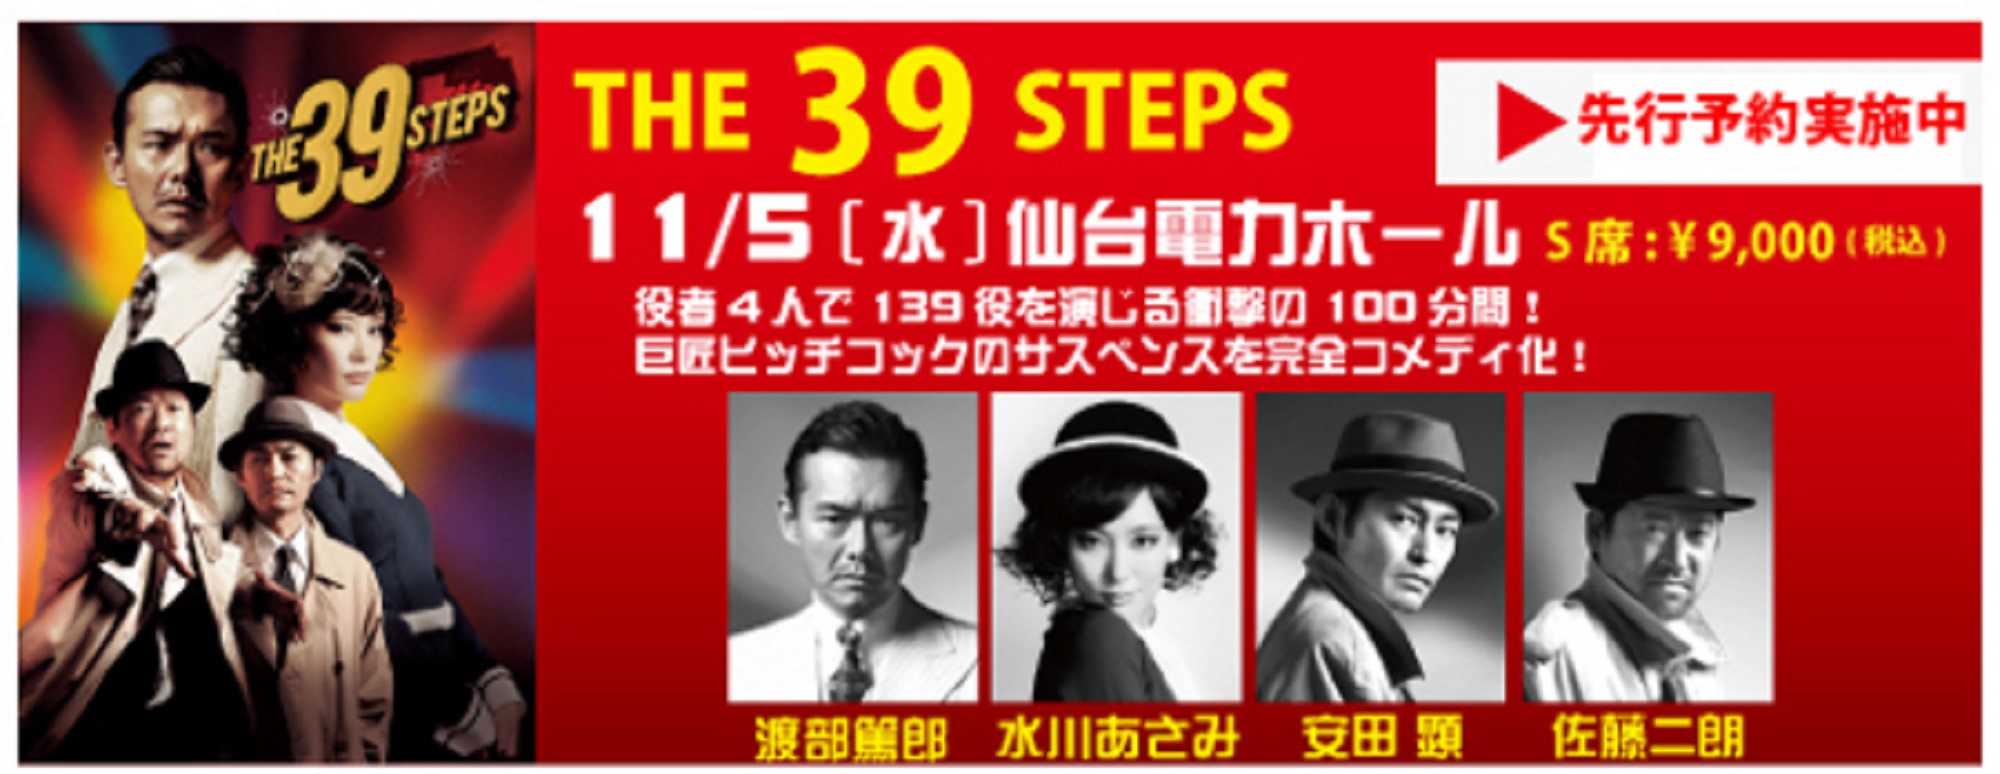 THE 39 STEPS
THE 39 STEPS
▶先行予約実施中
11/5〔水〕仙台電力ホール S席:¥9,000(税込)
役者4人で139役を演じる衝撃の100分間!
巨匠ヒッチコックのサスペンスを完全コメディ化!
渡部篤郎 水川あさみ 安田 顕 佐藤二朗